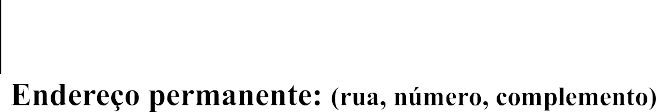 Endereço permanente: (rua, número, complemento)